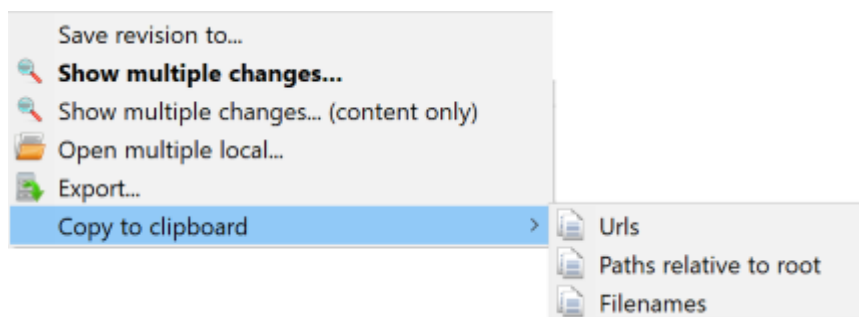 Save revision to...
Show multiple changes...
Show multiple changes... (content only)
Open multiple local...
Export...
Copy to clipboard
Urls
Paths relative to root
Filenames